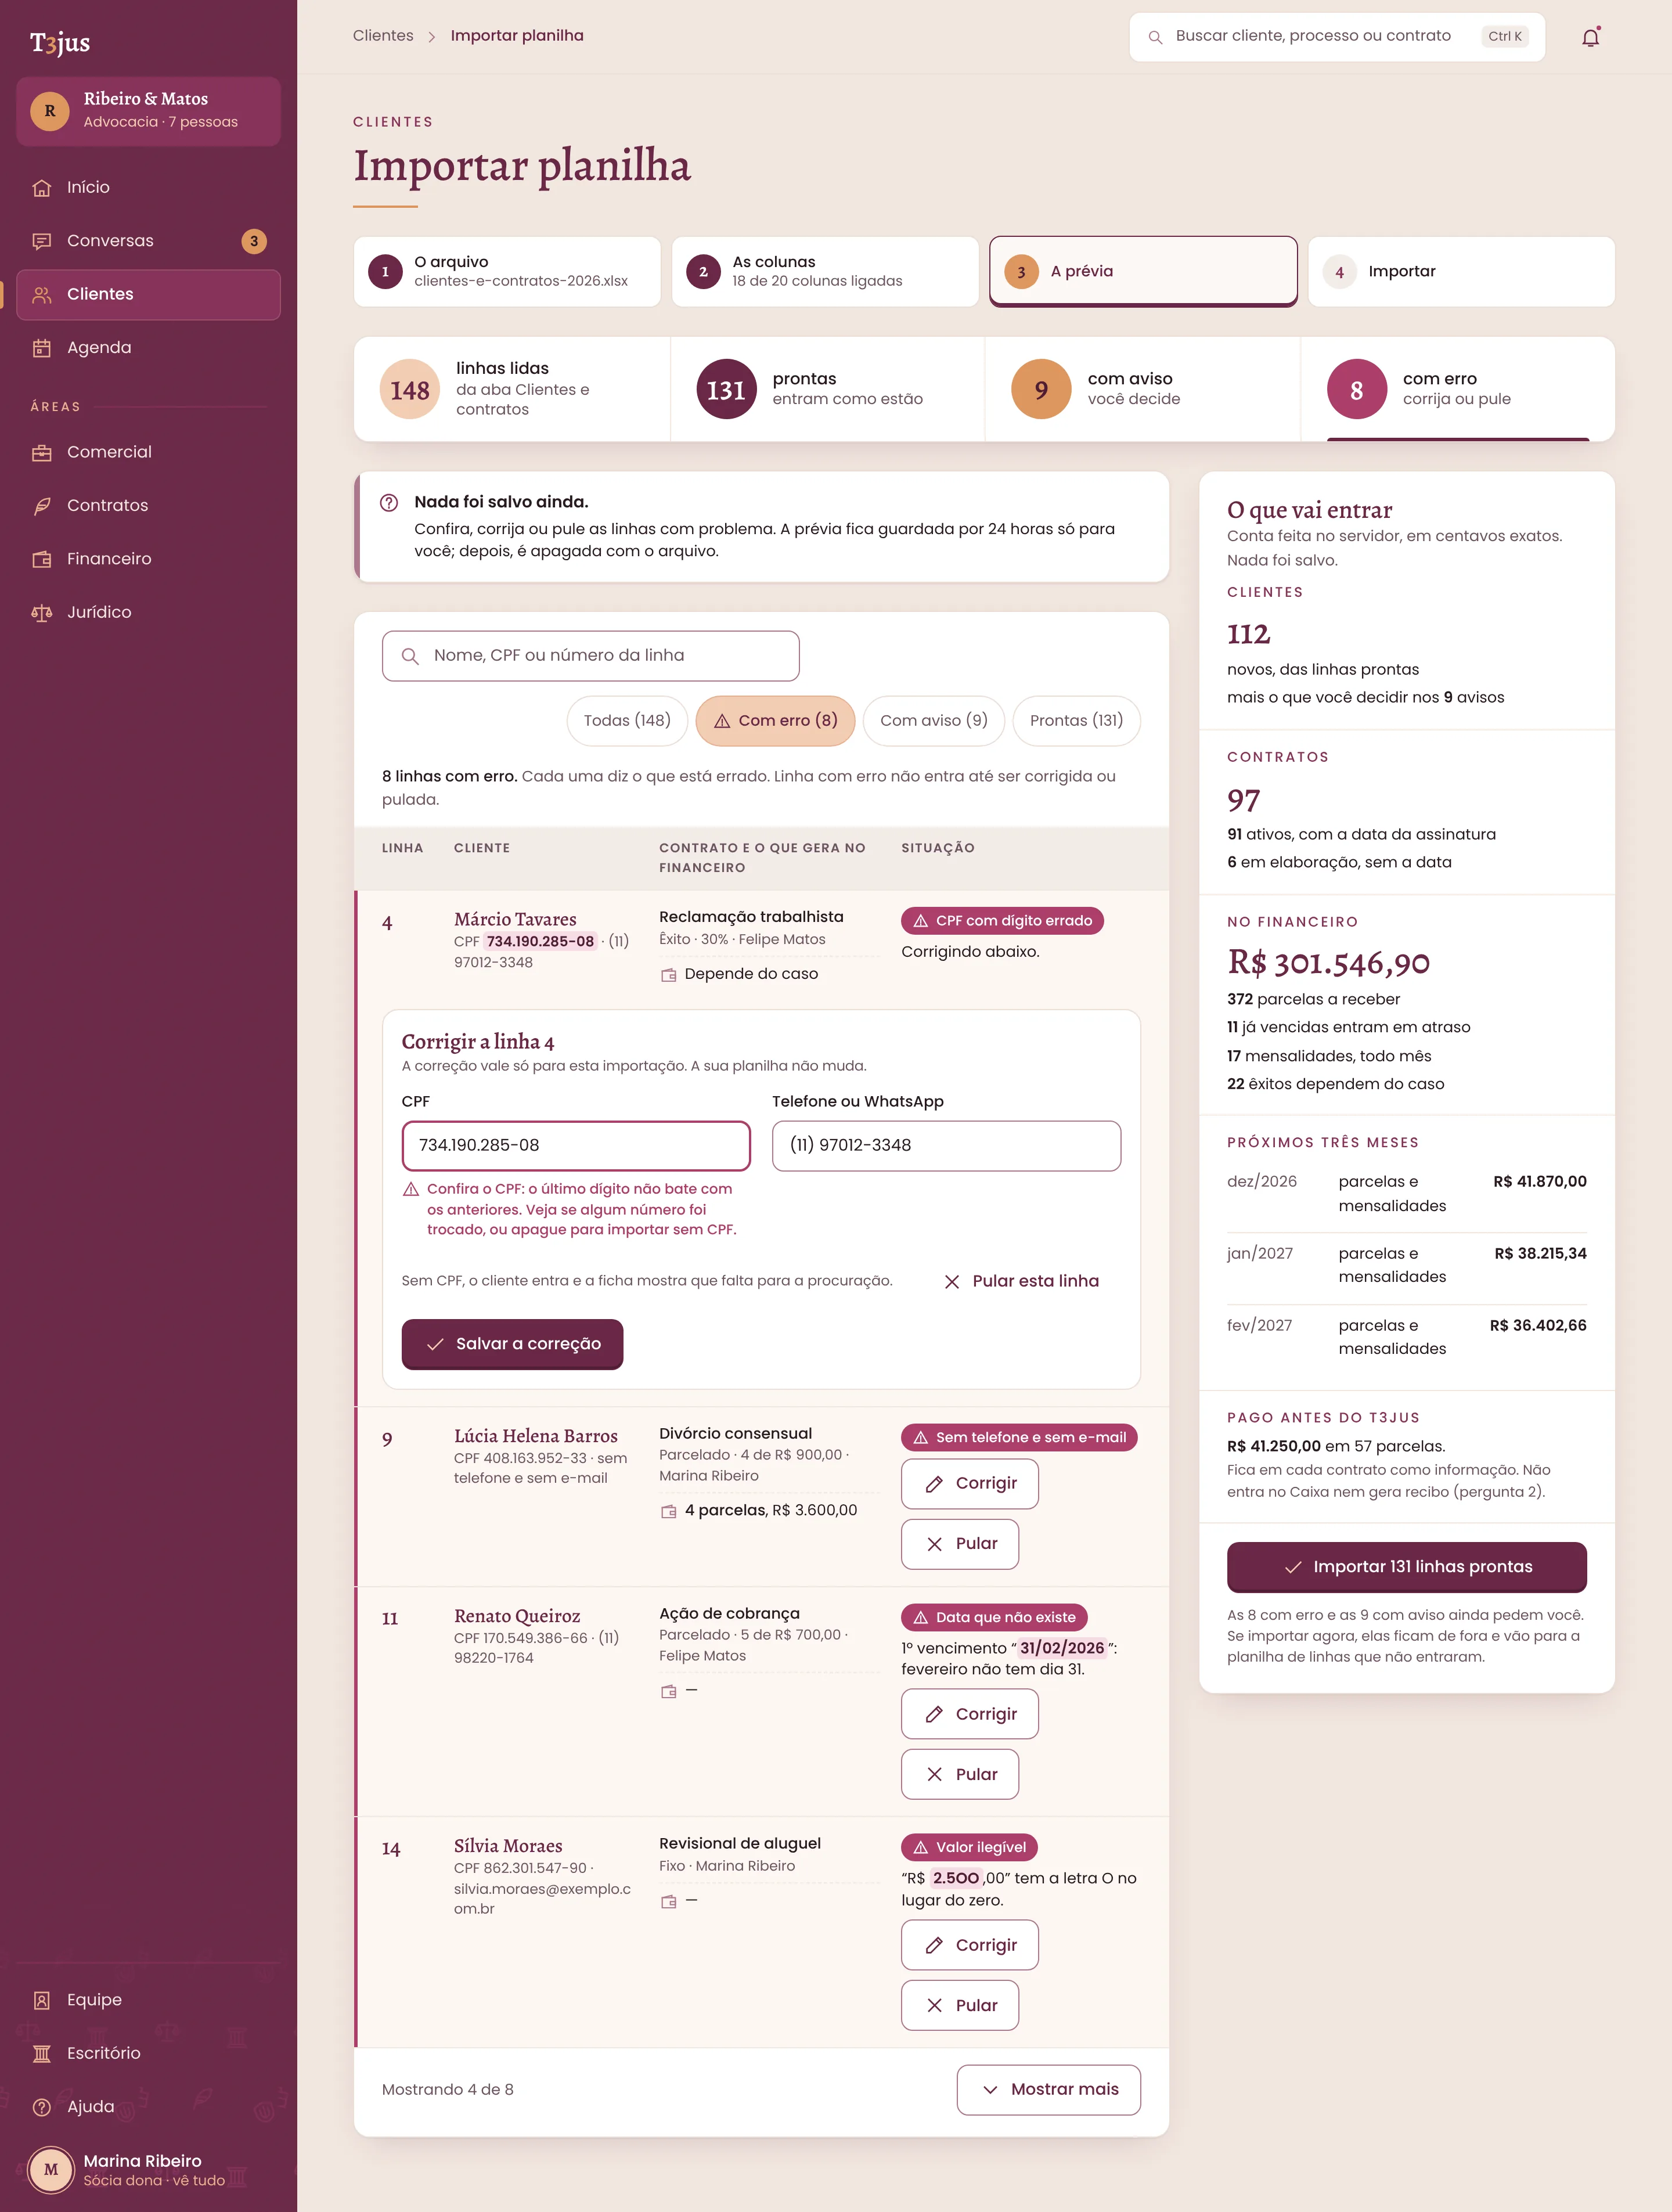 T3jus
R
Ribeiro & Matos
Advocacia · 7 pessoas
Início
Conversas
3
Clientes
Agenda
ÁREAS
Comercial
Contratos
Financeiro
Jurídico
Equipe
Escritório
Ajuda
M
Marina Ribeiro
Sócia dona · vê tudo
Clientes
Importar planilha
Buscar cliente, processo ou contrato
Ctrl K
CLIENTES
Importar planilha
1
O arquivo
clientes-e-contratos-2026.xlsx
2
As colunas
18 de 20 colunas ligadas
3
A prévia
4
Importar
148
linhas lidas
da aba Clientes e
contratos
131
prontas
entram como estão
9
com aviso
você decide
8
com erro
corrija ou pule
Nada foi salvo ainda.
Confira, corrija ou pule as linhas com problema. A prévia fica guardada por 24 horas só para
você; depois, é apagada com o arquivo.
Nome, CPF ou número da linha
Todas (148)
Com erro (8)
Com aviso (9)
Prontas (131)
8 linhas com erro. Cada uma diz o que está errado. Linha com erro não entra até ser corrigida ou
pulada.
LINHA
CLIENTE
CONTRATO E O QUE GERA NO
FINANCEIRO
SITUAÇÃO
4
Márcio Tavares
CPF 734.190.285-08 · (11)
97012-3348
Reclamação trabalhista
Êxito · 30% · Felipe Matos
Depende do caso
CPF com dígito errado
Corrigindo abaixo.
Corrigir a linha 4
A correção vale só para esta importação. A sua planilha não muda.
CPF
734.190.285-08
Telefone ou WhatsApp
(11) 97012-3348
Confira o CPF: o último dígito não bate com
os anteriores. Veja se algum número foi
trocado, ou apague para importar sem CPF.
Sem CPF, o cliente entra e a ficha mostra que falta para a procuração.
Pular esta linha
Salvar a correção
9
Lúcia Helena Barros
CPF 408.163.952-33 · sem
telefone e sem e-mail
Divórcio consensual
Parcelado · 4 de R$ 900,00 ·
Marina Ribeiro
4 parcelas, R$ 3.600,00
Sem telefone e sem e-mail
Corrigir
Pular
11
Renato Queiroz
CPF 170.549.386-66 · (11)
98220-1764
Ação de cobrança
Parcelado · 5 de R$ 700,00 ·
Felipe Matos
—
Data que não existe
1º vencimento “31/02/2026”:
fevereiro não tem dia 31.
Corrigir
Pular
14
Sílvia Moraes
CPF 862.301.547-90 ·
silvia.moraes@exemplo.c
om.br
Revisional de aluguel
Fixo · Marina Ribeiro
—
Valor ilegível
“R$ 2.5OO,00” tem a letra O no
lugar do zero.
Corrigir
Pular
Mostrando 4 de 8
Mostrar mais
O que vai entrar
Conta feita no servidor, em centavos exatos.
Nada foi salvo.
CLIENTES
112
novos, das linhas prontas
mais o que você decidir nos 9 avisos
CONTRATOS
97
91 ativos, com a data da assinatura
6 em elaboração, sem a data
NO FINANCEIRO
R$ 301.546,90
372 parcelas a receber
11 já vencidas entram em atraso
17 mensalidades, todo mês
22 êxitos dependem do caso
PRÓXIMOS TRÊS MESES
dez/2026
parcelas e
mensalidades
R$ 41.870,00
jan/2027
parcelas e
mensalidades
R$ 38.215,34
fev/2027
parcelas e
mensalidades
R$ 36.402,66
PAGO ANTES DO T3JUS
R$ 41.250,00 em 57 parcelas.
Fica em cada contrato como informação. Não
entra no Caixa nem gera recibo (pergunta 2).
Importar 131 linhas prontas
As 8 com erro e as 9 com aviso ainda pedem você.
Se importar agora, elas ficam de fora e vão para a
planilha de linhas que não entraram.